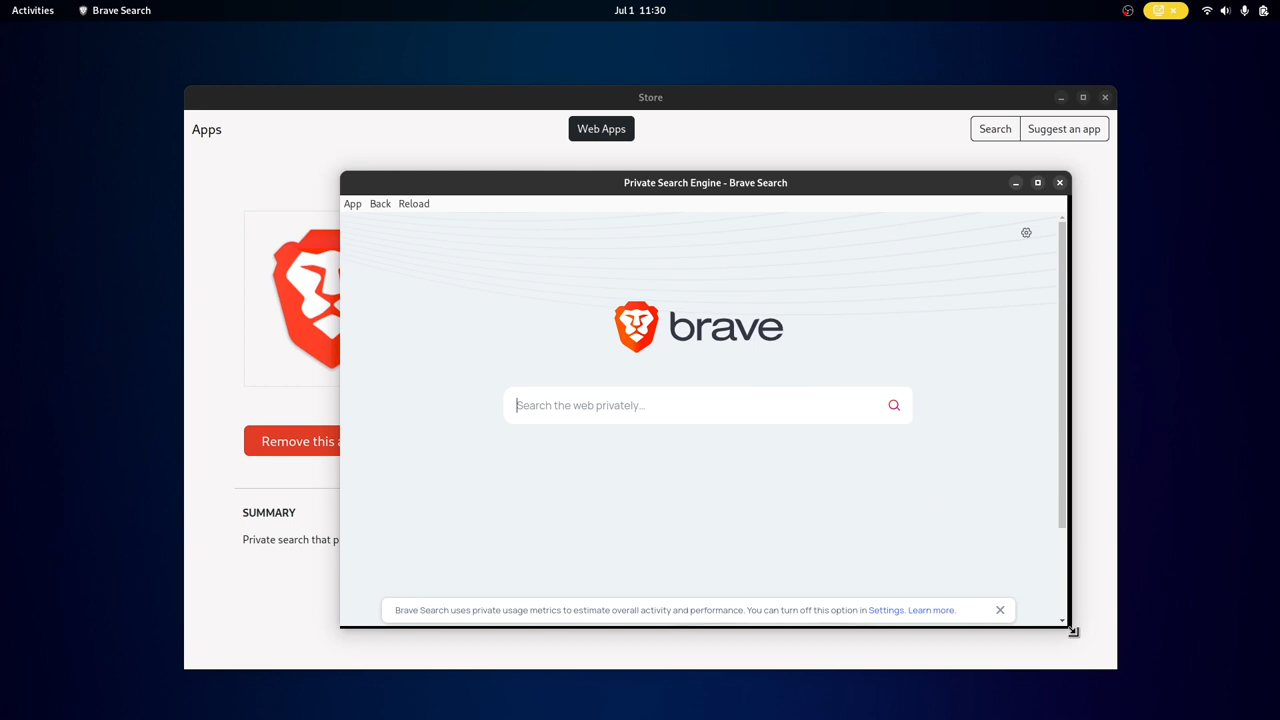 Activities
Brave Search
Jul 1 11:30
Store
Apps
Web Apps
Search
Suggest an app
Private Search Engine - Brave Search
App
Back
Reload
brave
Search the web privately...
Remove this a
SUMMARY
Private search that p
Brave Search uses private usage metrics to estimate overall activity and performance. You can turn off this option in Settings. Learn more.